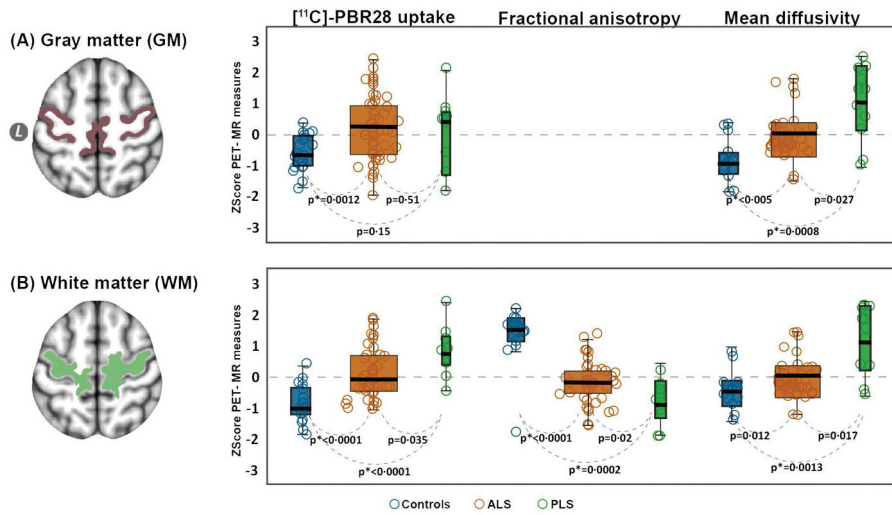 [¹¹C]-PBR28 uptake Fractional anisotropy Mean diffusivity
(A) Gray matter (GM)
L
ZScore PET- MR measures
3
2
1
0
-1
-2
-3
p*=0·0012 p=0·51
p=0·15
p*<0·005 p=0·027
p*=0·0008
(B) White matter (WM)
ZScore PET- MR measures
3
2
1
0
-1
-2
-3
p*<0·0001 p=0·035
p*<0·0001
p*<0·0001 p=0·02
p*=0·0002
p=0·012 p=0·017
p*=0·0013
Controls ALS PLS